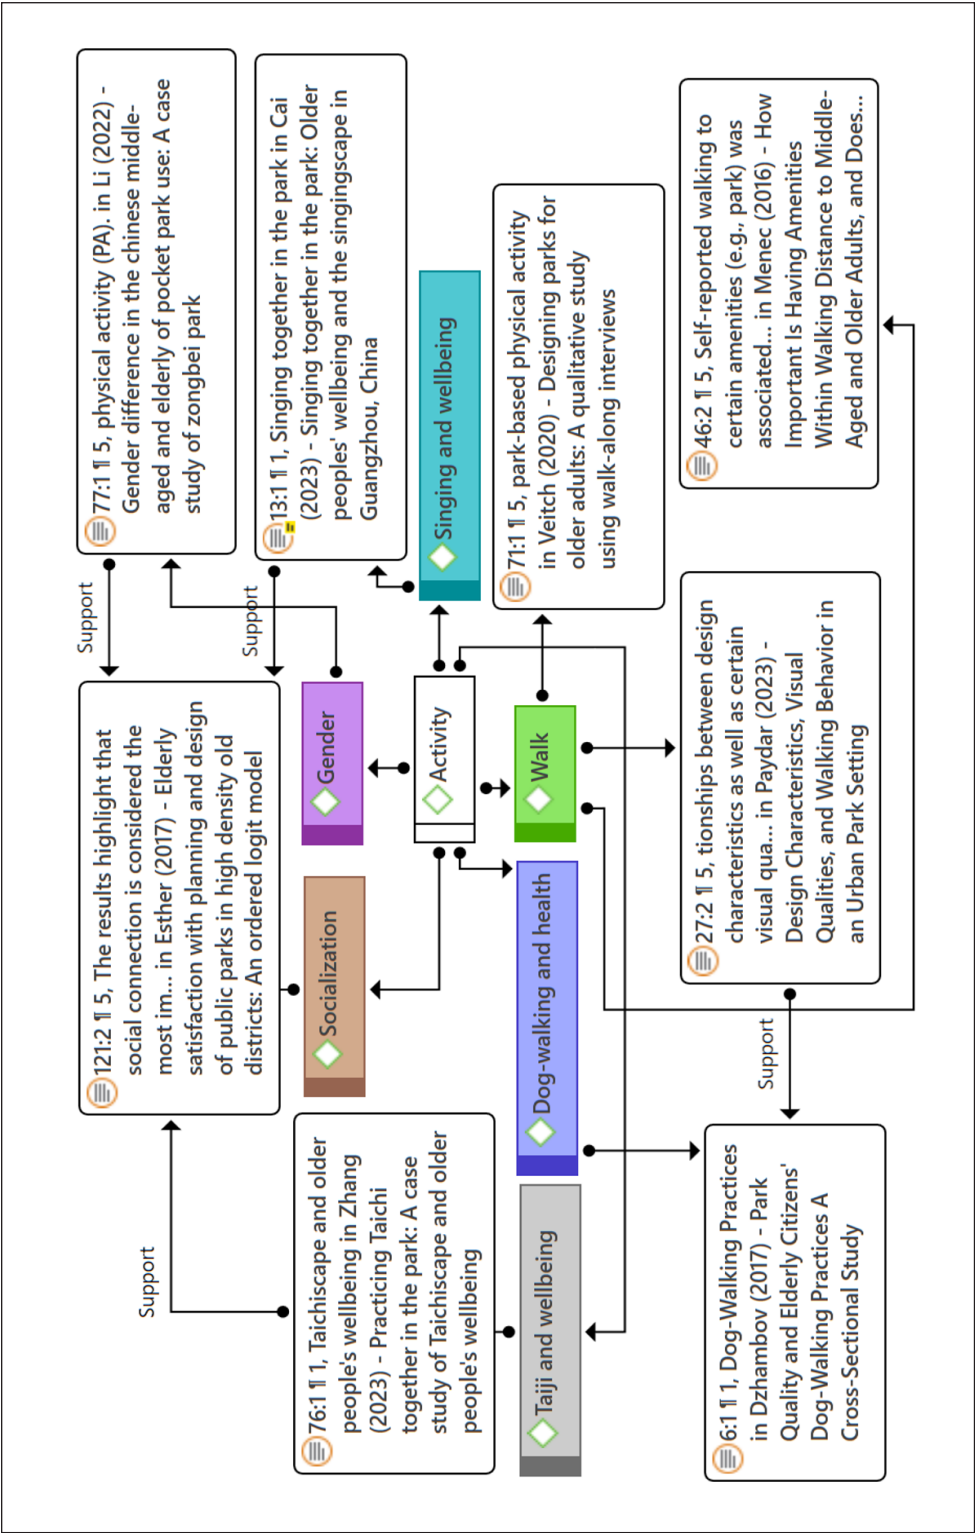 Support
121:2 ¶ 5, The results highlight that
social connection is considered the
most im... in Esther (2017) - Elderly
satisfaction with planning and design
of public parks in high density old
districts: An ordered logit model
Support
77:1 ¶ 5, physical activity (PA). in Li (2022) -
Gender difference in the chinese middle-
aged and elderly of pocket park use: A case
study of zongbei park
Support
13:1 ¶ 1, Singing together in the park in Cai
(2023) - Singing together in the park: Older
peoples' wellbeing and the singingscape in
Guangzhou, China
76:1 ¶ 1, Taichiscape and older
people's wellbeing in Zhang
(2023) - Practicing Taichi
together in the park: A case
study of Taichiscape and older
people's wellbeing
Socialization
Gender
Activity
Singing and wellbeing
Taiji and wellbeing
Dog-walking and health
Walk
71:1 ¶ 5, park-based physical activity
in Veitch (2020) - Designing parks for
older adults: A qualitative study
using walk-along interviews
6:1 ¶ 1, Dog-Walking Practices
in Dzhambov (2017) - Park
Quality and Elderly Citizens'
Dog-Walking Practices A
Cross-Sectional Study
Support
27:2 ¶ 5, tionships between design
characteristics as well as certain
visual qua... in Paydar (2023) -
Design Characteristics, Visual
Qualities, and Walking Behavior in
an Urban Park Setting
46:2 ¶ 5, Self-reported walking to
certain amenities (e.g., park) was
associated... in Menec (2016) - How
Important Is Having Amenities
Within Walking Distance to Middle-
Aged and Older Adults, and Does...